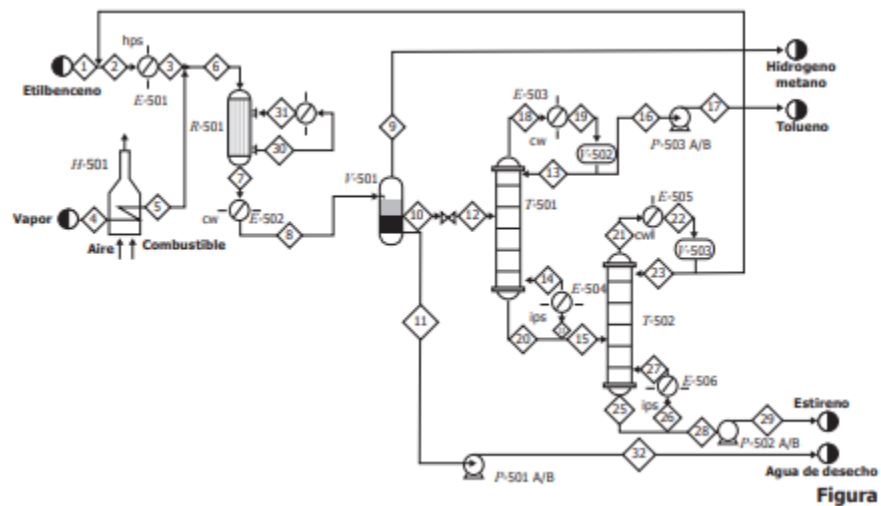 hps
1
2
3
6
Etilbenceno
E-501
R-501
31
30
H-501
7
9
Hidrogeno
metano
E-503
18
19
cw
16
17
Tolueno
P-503 A/B
V-502
13
V-501
Vapor
4
5
Aire
Combustible
cw
E-502
8
10
12
T-501
E-505
22
21
cwl
V-503
23
14
E-504
ips
T-502
11
20
15
27
E-506
25
ips
26
28
29
Estireno
P-502 A/B
32
P-501 A/B
Agua de desecho
Figura